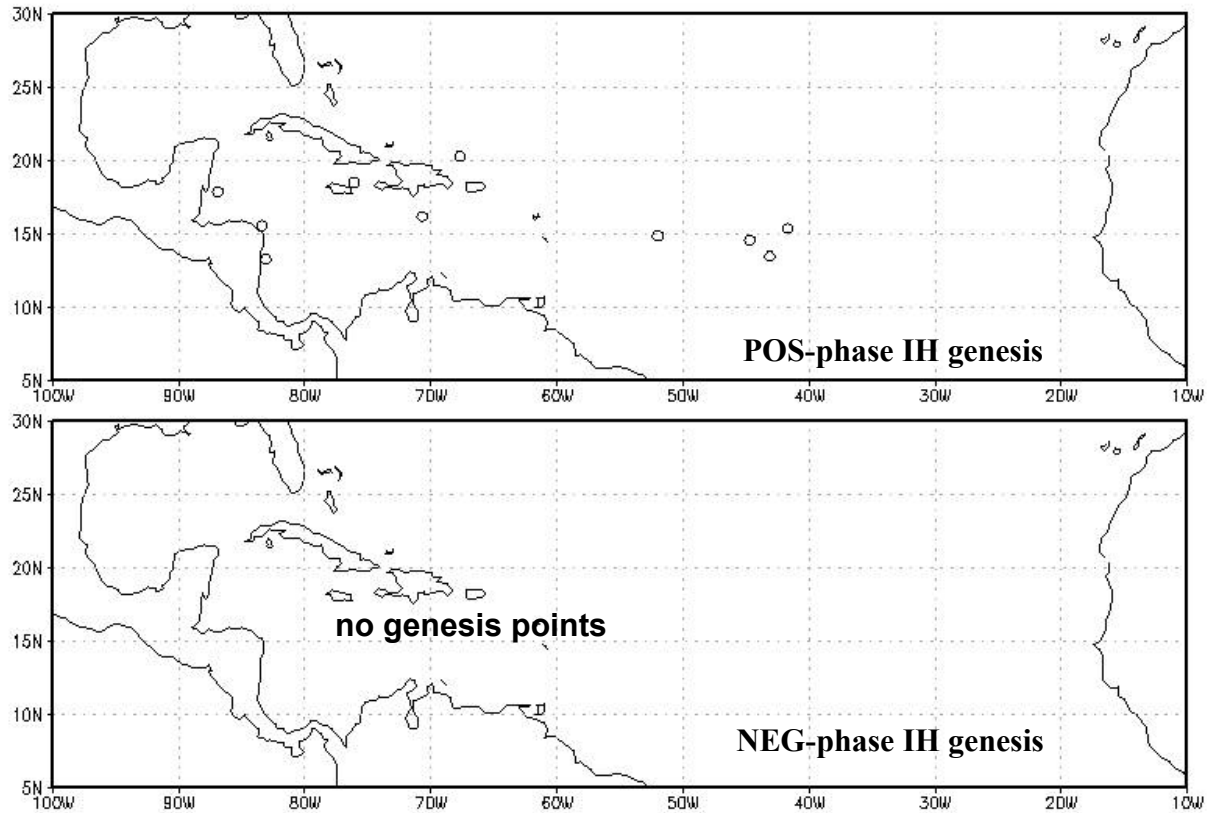 30N
25N
20N
15N
10N
POS-phase IH genesis
5N
100W 90W 80W 70W 60W 50W 40W 30W 20W 10W
30N
25N
20N
no genesis points
15N
10N
NEG-phase IH genesis
5N
100W 90W 80W 70W 60W 50W 40W 30W 20W 10W